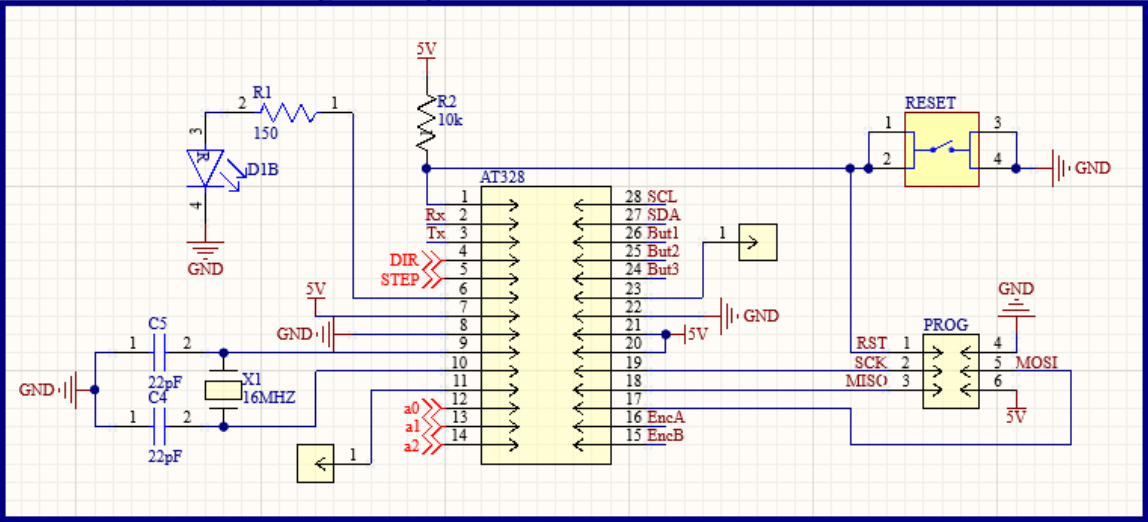 5V
R1
2
1
150
3
R
D1B
4
GND
R2
10k
RESET
1
3
2
4
GND
AT328
1
28 SCL
Rx 2
27 SDA
Tx 3
26 But1
DIR 4
25 But2
STEP 5
24 But3
6
23
5V
7
22
GND
GND
8
21
5V
9
20
10
19
11
18
12
17
a0
13
16 EncA
a1
14
15 EncB
a2
1
C5
1
2
22pF
GND
X1
16MHZ
C4
1
2
22pF
1
GND
PROG
RST 1
4
SCK 2
5 MOSI
MISO 3
6
5V